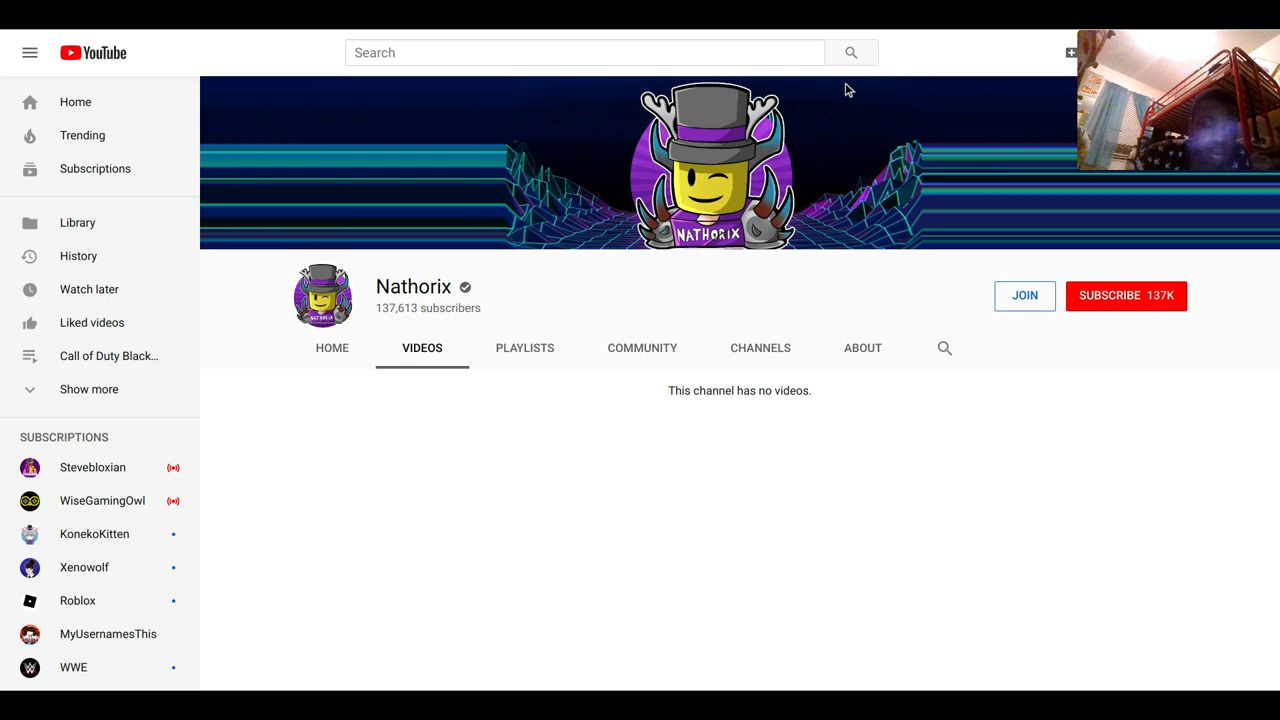 YouTube
Search
Home
Trending
Subscriptions
Library
History
Watch later
Liked videos
Call of Duty Black...
Show more
SUBSCRIPTIONS
Stevebloxian
WiseGamingOwl
KonekoKitten
Xenowolf
Roblox
MyUsernamesThis
WWE
NATHORIX
NATHORIX
Nathorix
137,613 subscribers
JOIN
SUBSCRIBE 137K
HOME VIDEOS PLAYLISTS COMMUNITY CHANNELS ABOUT
This channel has no videos.